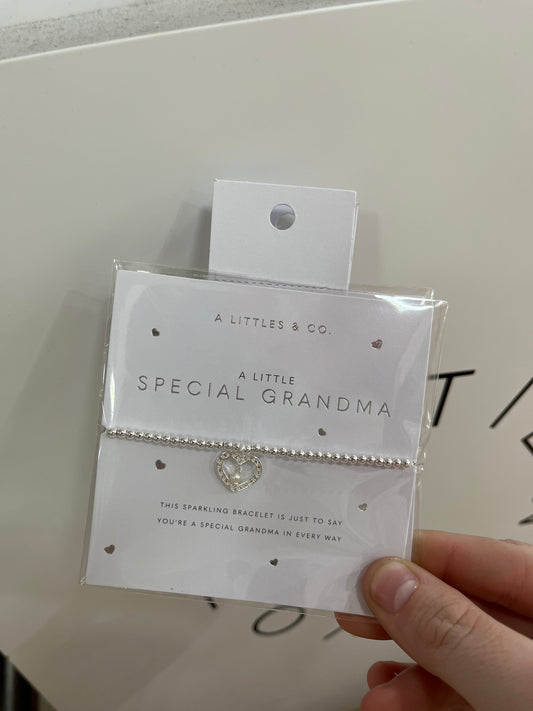 A LITTLES & CO.
A LITTLE
SPECIAL GRANDMA
THIS SPARKLING BRACELET IS JUST TO SAY
YOU'RE A SPECIAL GRANDMA IN EVERY WAY